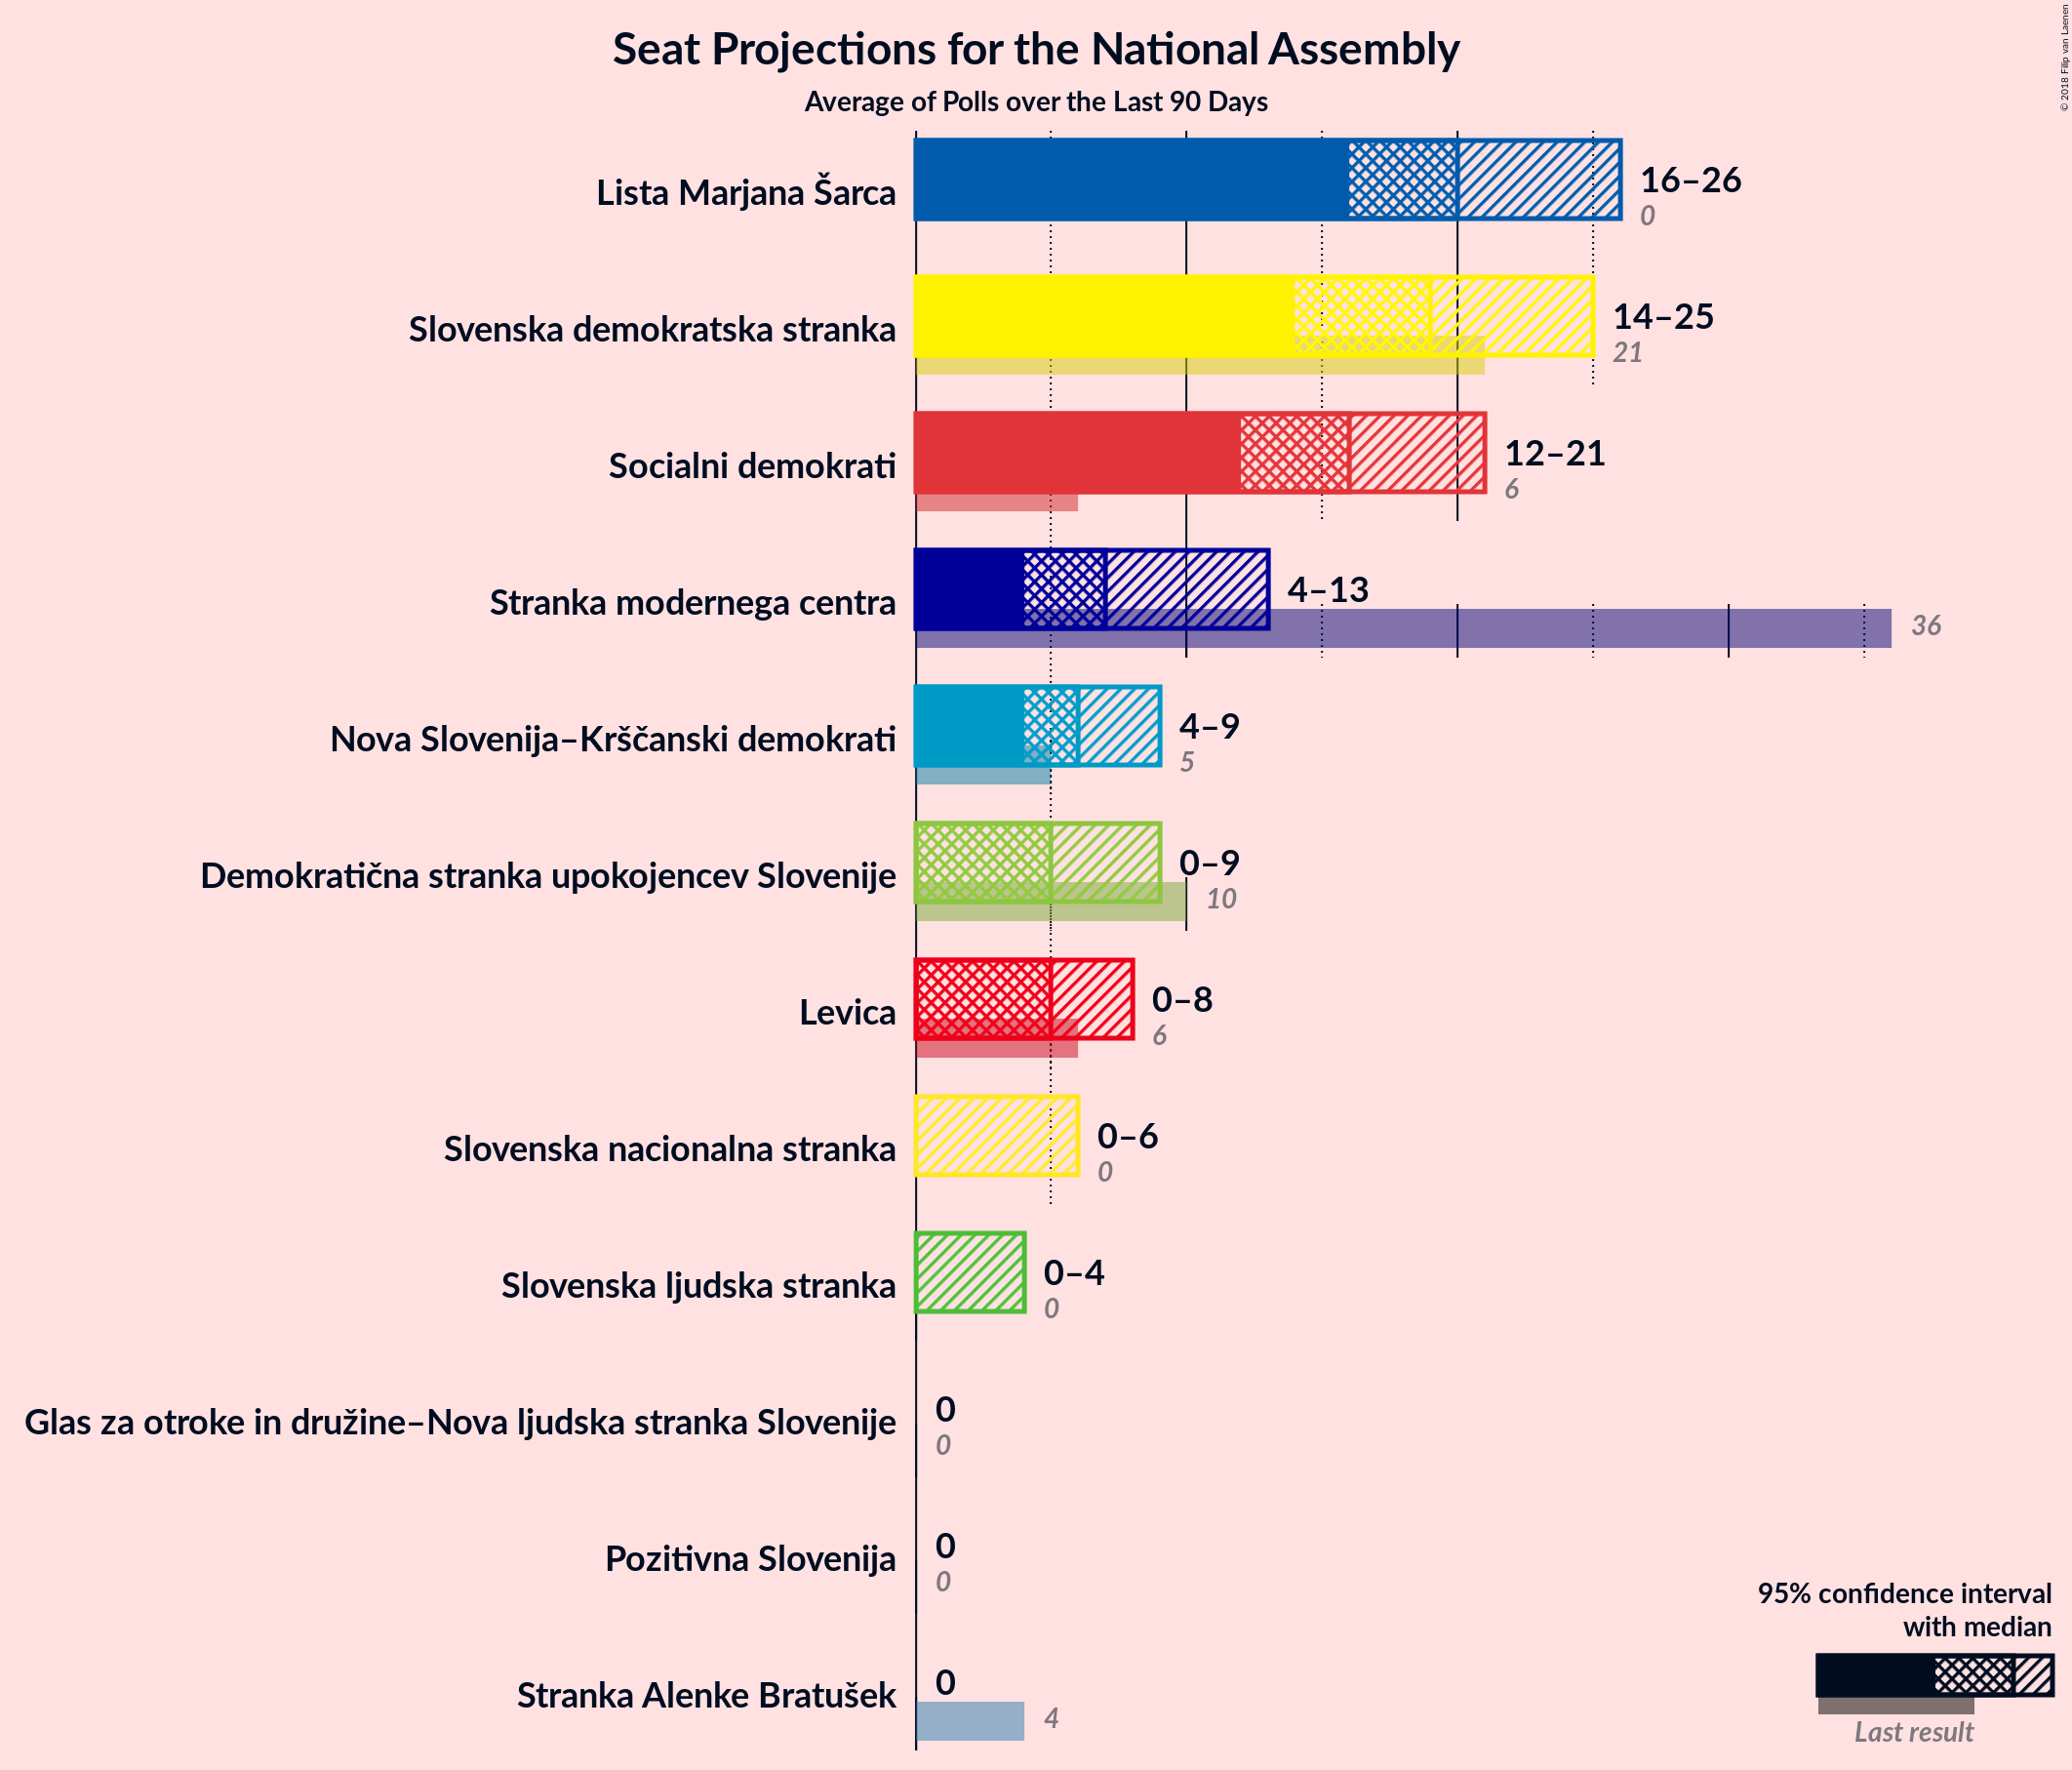 Seat Projections for the National Assembly
Average of Polls over the Last 90 Days
© 2018 Filip van Laenen
Lista Marjana Šarca
16–26
0
Slovenska demokratska stranka
14–25
21
Socialni demokrati
12–21
6
Stranka modernega centra
4–13
36
Nova Slovenija–Krščanski demokrati
4–9
5
Demokratična stranka upokojencev Slovenije
0–9
10
Levica
0–8
6
Slovenska nacionalna stranka
0–6
0
Slovenska ljudska stranka
0–4
0
Glas za otroke in družine–Nova ljudska stranka Slovenije
0
0
Pozitivna Slovenija
0
0
Stranka Alenke Bratušek
0
4
95% confidence interval
with median
Last result